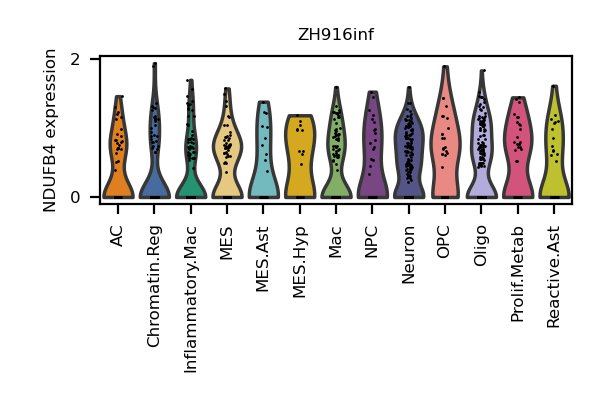 ZH916inf
NDUFB4 expression
2
0
AC
Chromatin.Reg
Inflammatory.Mac
MES
MES.Ast
MES.Hyp
Mac
NPC
Neuron
OPC
Oligo
Prolif.Metab
Reactive.Ast